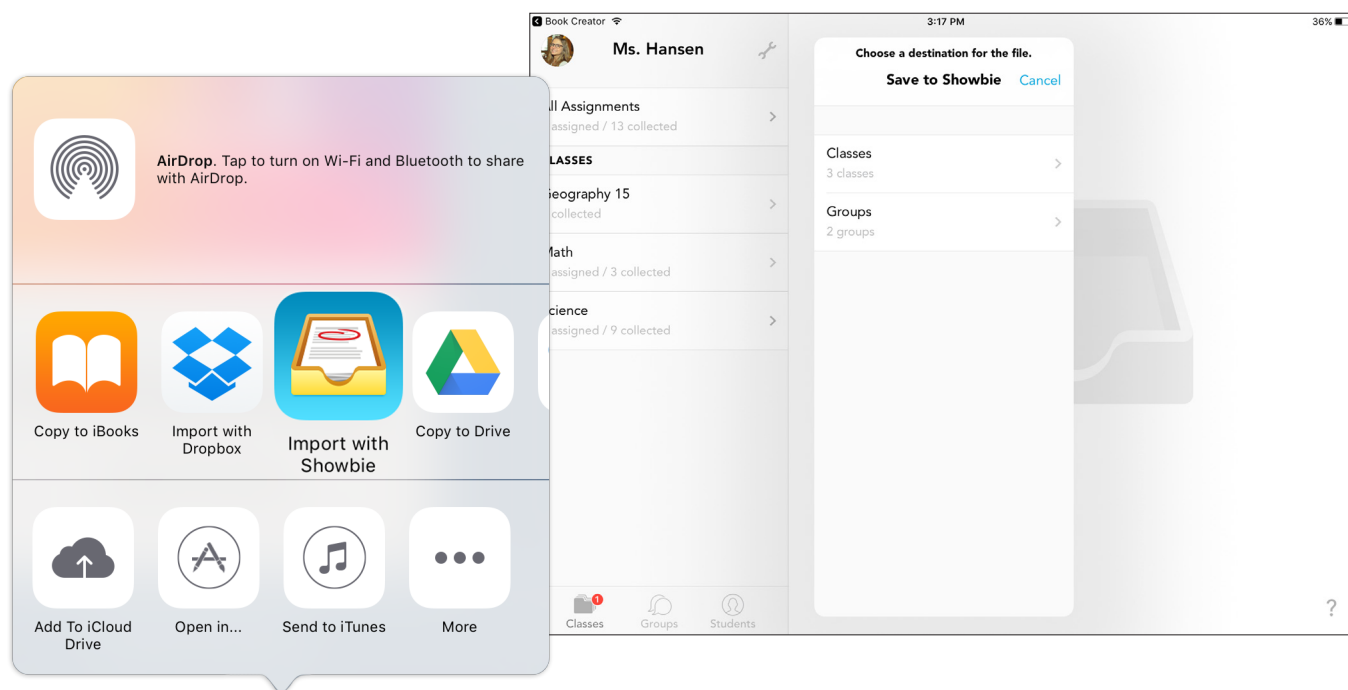 AirDrop. Tap to turn on Wi-Fi and Bluetooth to share
with AirDrop.
Copy to iBooks
Import with
Dropbox
Import with
Showbie
Copy to Drive
Add To iCloud
Drive
Open in...
Send to iTunes
More
Book Creator
3:17 PM
36%
Ms. Hansen
ll Assignments
assigned / 13 collected
LASSES
eography 15
collected
Math
assigned / 3 collected
cience
assigned / 9 collected
1
Classes
Groups
Students
Choose a destination for the file.
Save to Showbie
Cancel
Classes
3 classes
Groups
2 groups
?